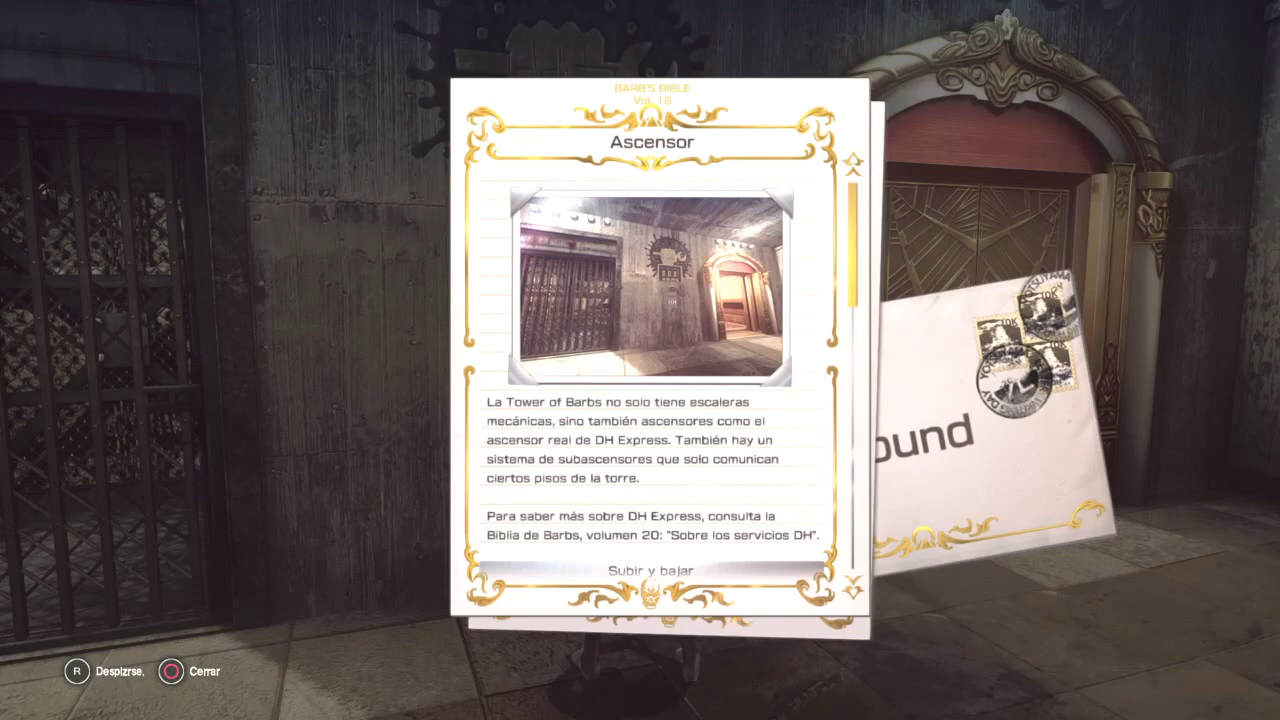 BARB'S BIBLE
Vol. 16
Ascensor
La Tower of Barbs no solo tiene escaleras
mecánicas, sino también ascensores como el
ascensor real de DH Express. También hay un
sistema de subascensores que solo comunican
ciertos pisos de la torre.
Para saber más sobre DH Express, consulta la
Biblia de Barbs, volumen 20: "Sobre los servicios DH".
Subir y bajar
ound
10K
R Desplzrse.
Cerrar